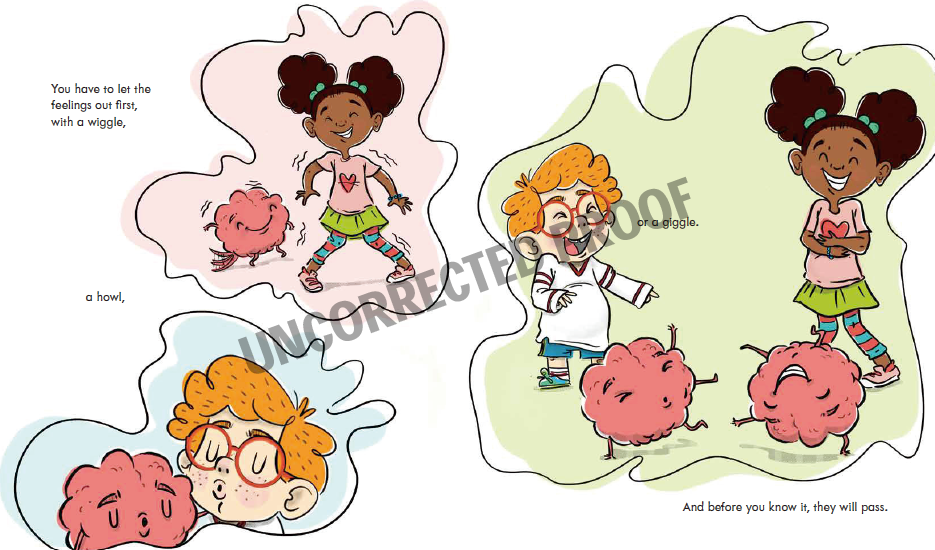 You have to let the
feelings out first,
with a wiggle,
a howl,
or a giggle.
And before you know it, they will pass.
UNCORRECTED PROOF